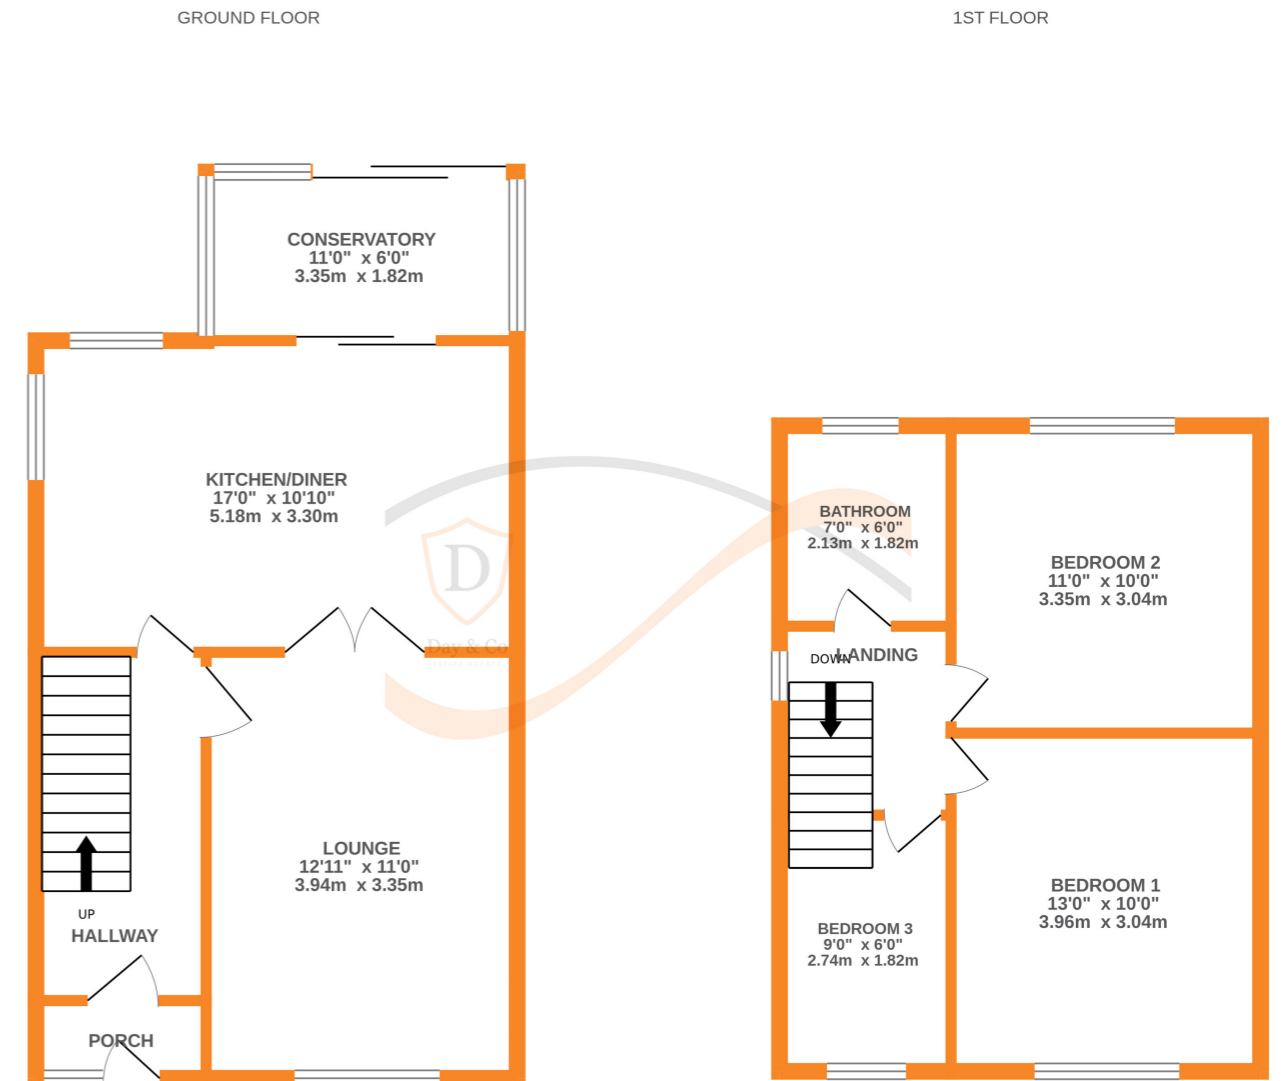 GROUND FLOOR
1ST FLOOR
CONSERVATORY
11'0" x 6'0"
3.35m x 1.82m
KITCHEN/DINER
17'0" x 10'10"
5.18m x 3.30m
D
Day & Co
LOUNGE
12'11" x 11'0"
3.94m x 3.35m
UP
HALLWAY
PORCH
BATHROOM
7'0" x 6'0"
2.13m x 1.82m
BEDROOM 2
11'0" x 10'0"
3.35m x 3.04m
DOWN
LANDING
BEDROOM 3
9'0" x 6'0"
2.74m x 1.82m
BEDROOM 1
13'0" x 10'0"
3.96m x 3.04m